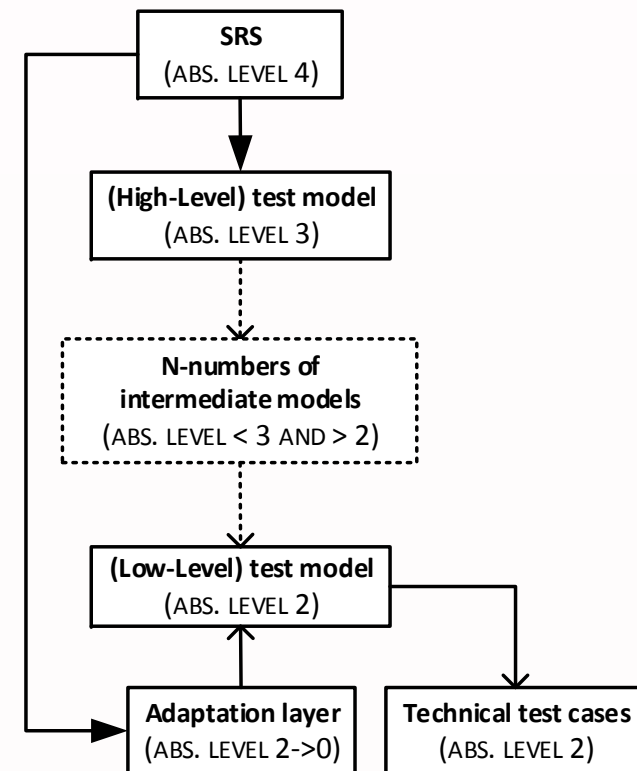 SRS
(ABS. LEVEL 4)
(High-Level) test model
(ABS. LEVEL 3)
N-numbers of
intermediate models
(ABS. LEVEL < 3 AND > 2)
(Low-Level) test model
(ABS. LEVEL 2)
Adaptation layer
(ABS. LEVEL 2->0)
Technical test cases
(ABS. LEVEL 2)